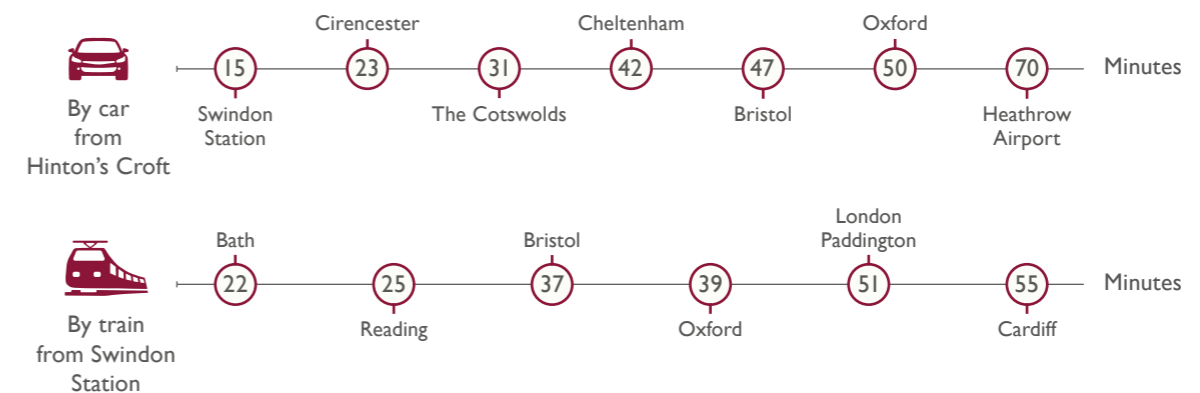 Cirencester
Cheltenham
Oxford
15
23
31
42
47
50
70
Minutes
By car
from
Hinton’s Croft
Swindon
Station
The Cotswolds
Bristol
Heathrow
Airport
Bath
Bristol
London
Paddington
22
25
37
39
51
55
Minutes
By train
from Swindon
Station
Reading
Oxford
Cardiff